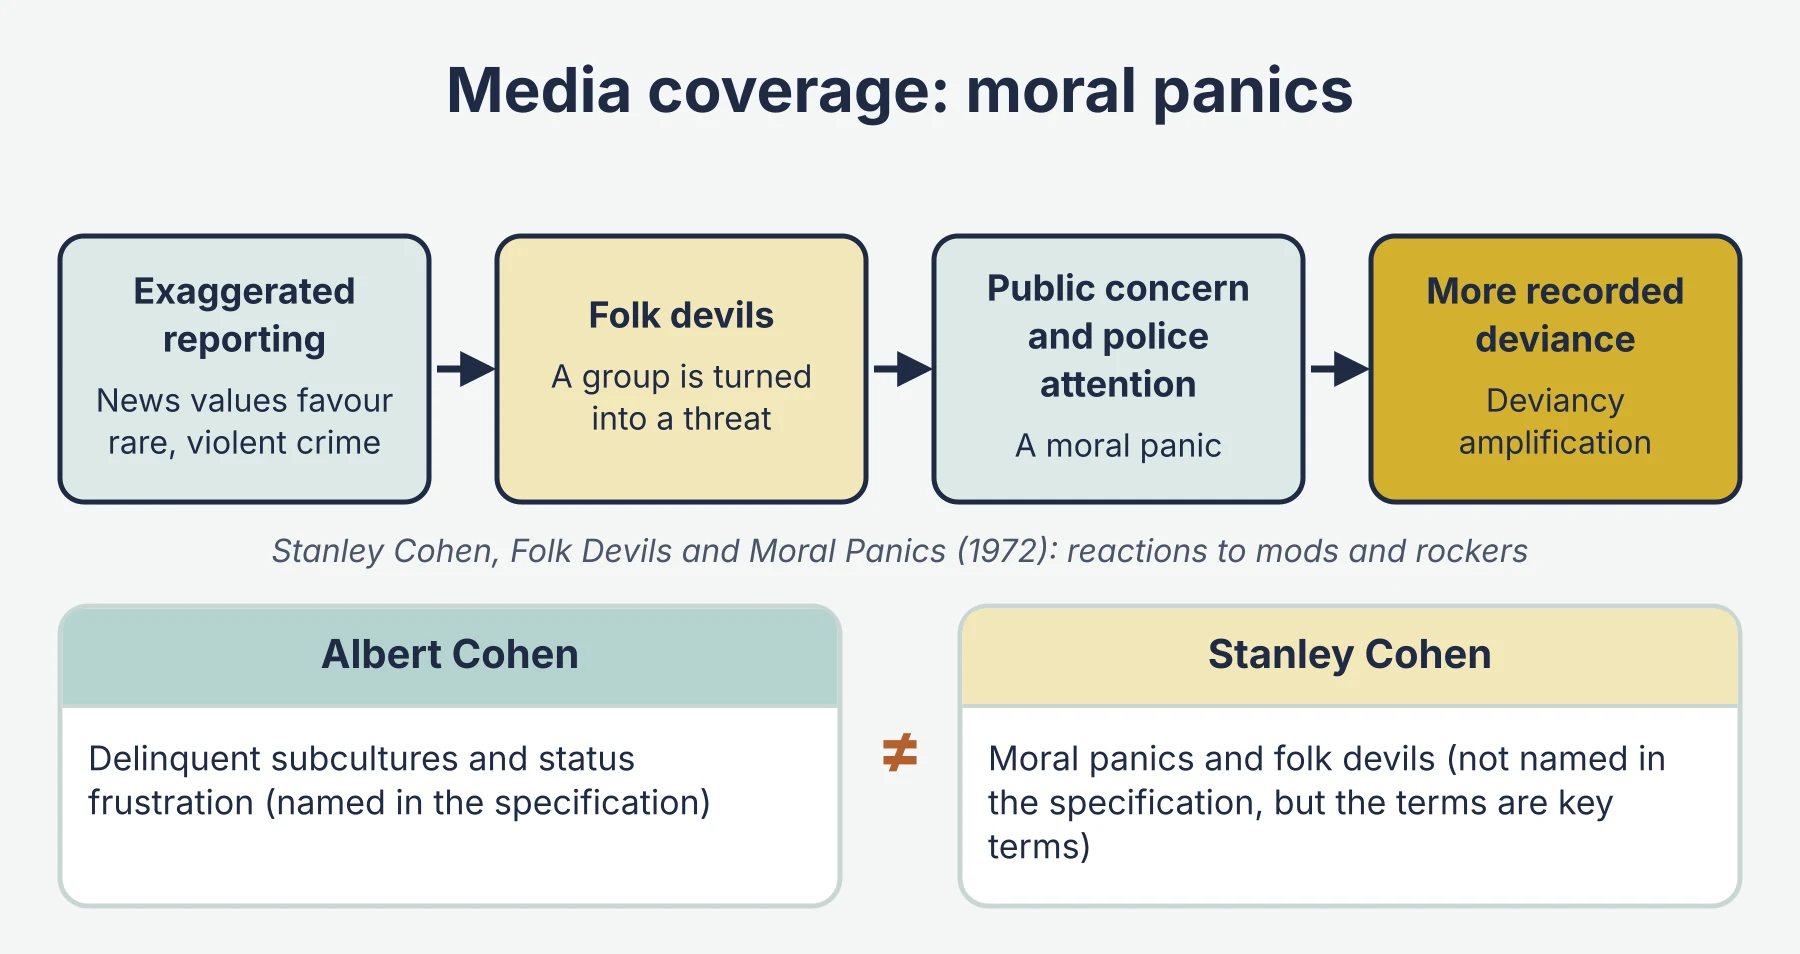 Media coverage: moral panics
Exaggerated
reporting
News values favour
rare, violent crime
Folk devils
A group is turned
into a threat
Public concern
and police
attention
A moral panic
More recorded
deviance
Deviancy
amplification
Stanley Cohen, Folk Devils and Moral Panics (1972): reactions to mods and rockers
Albert Cohen
Delinquent subcultures and status
frustration (named in the specification)
≠
Stanley Cohen
Moral panics and folk devils (not named in
the specification, but the terms are key
terms)